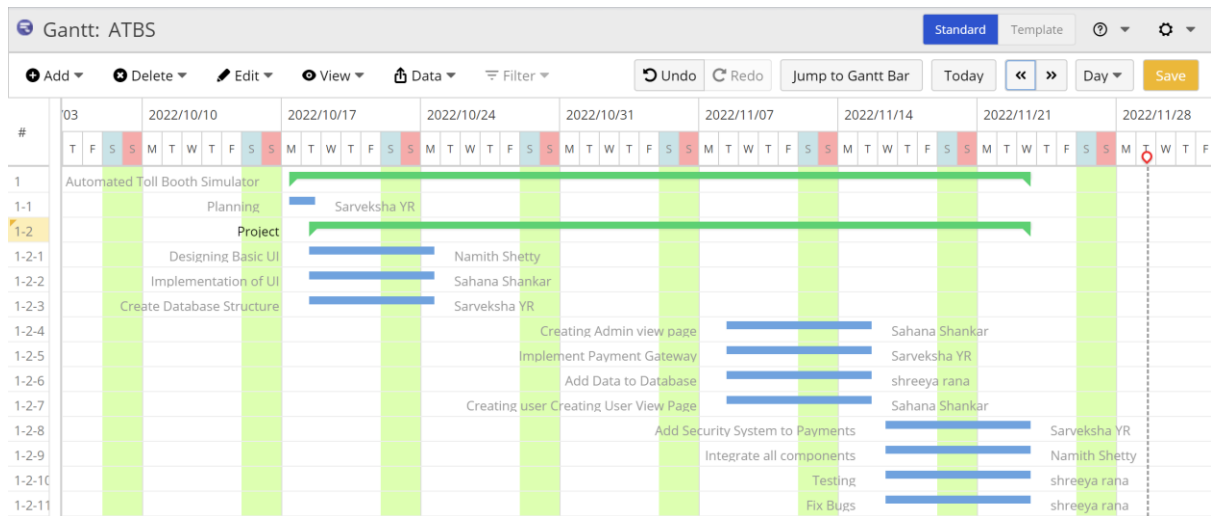 Gantt: ATBS
Standard Template
Add Delete Edit View Data Filter Undo Redo Jump to Gantt Bar Today « » Day Save
# '03 2022/10/10 2022/10/17 2022/10/24 2022/10/31 2022/11/07 2022/11/14 2022/11/21 2022/11/28
T F S S M T W T F S S M T W T F S S M T W T F S S M T W T F S S M T W T F S S M T W T F S S M T W T F S S M T W T F
1 Automated Toll Booth Simulator
1-1 Planning Sarveksha YR
1-2 Project
1-2-1 Designing Basic UI Namith Shetty
1-2-2 Implementation of UI Sahana Shankar
1-2-3 Create Database Structure Sarveksha YR
1-2-4 Creating Admin view page Sahana Shankar
1-2-5 Implement Payment Gateway Sarveksha YR
1-2-6 Add Data to Database shreeya rana
1-2-7 Creating user Creating User View Page Sahana Shankar
1-2-8 Add Security System to Payments Sarveksha YR
1-2-9 Integrate all components Namith Shetty
1-2-10 Testing shreeya rana
1-2-11 Fix Bugs shreeya rana